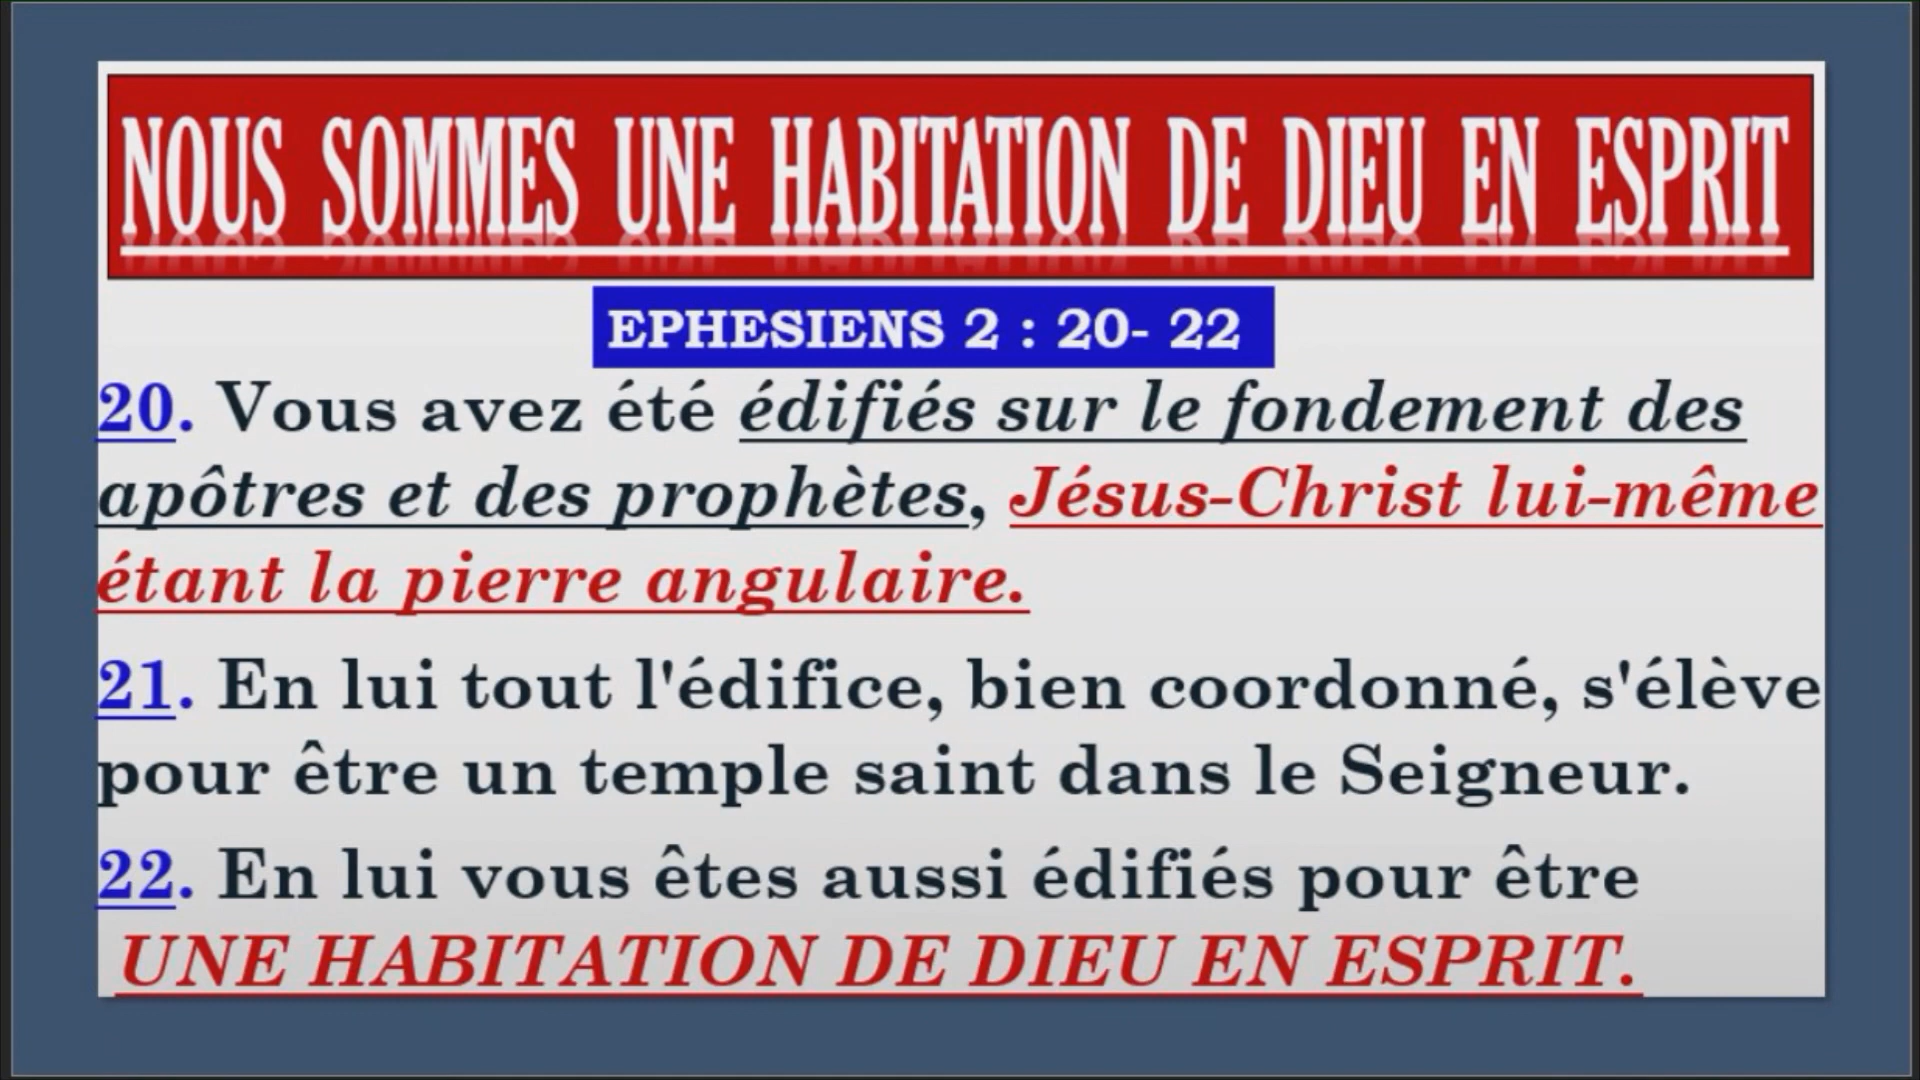 NOUS SOMMES UNE HABITATION DE DIEU EN ESPRIT
EPHESIENS 2 : 20- 22
20. Vous avez été édifiés sur le fondement des
apôtres et des prophètes, Jésus-Christ lui-même
étant la pierre angulaire.
21. En lui tout l'édifice, bien coordonné, s'élève
pour être un temple saint dans le Seigneur.
22. En lui vous êtes aussi édifiés pour être
UNE HABITATION DE DIEU EN ESPRIT.